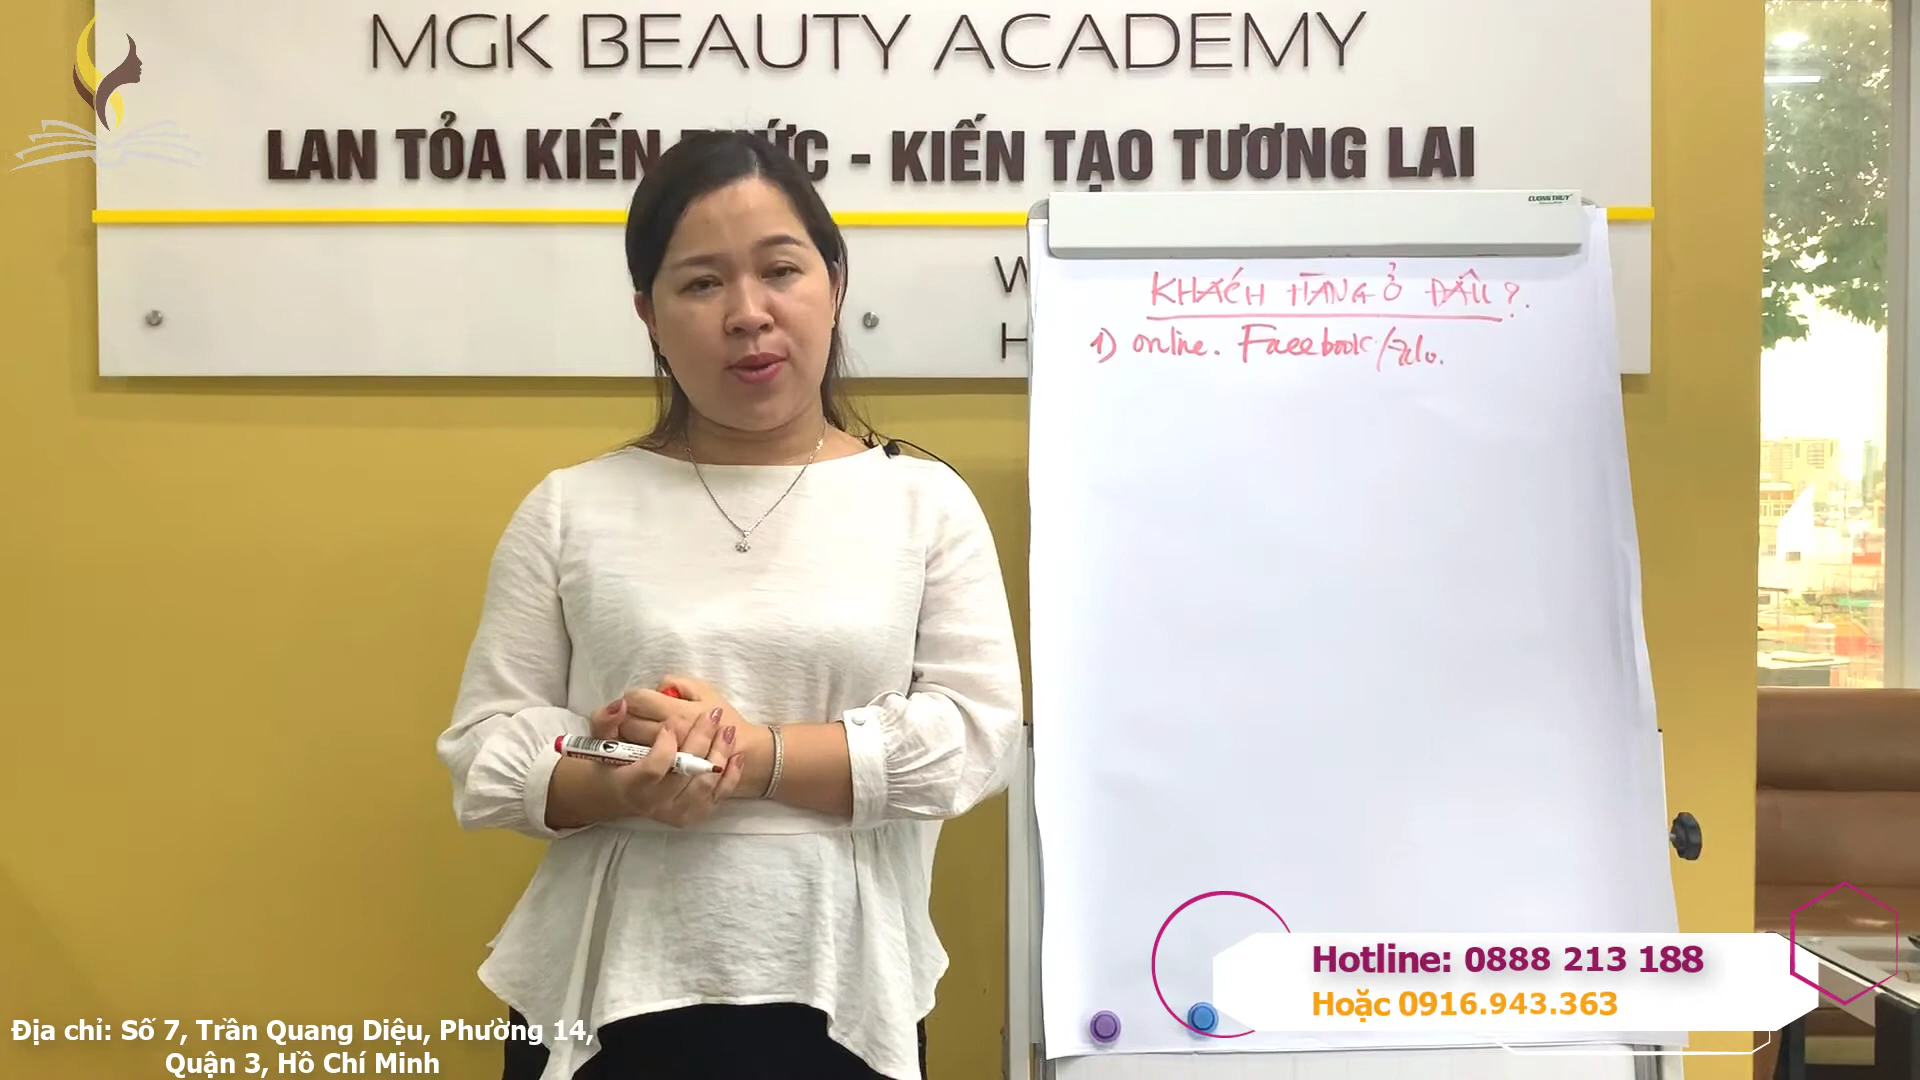 MGK BEAUTY ACADEMY
LAN TỎA KIẾN THỨC - KIẾN TẠO TƯƠNG LAI
CUONGTHUY
KHÁCH HÀNG Ở ĐÂU?
1) online. Facebook/zalo.
Hotline: 0888 213 188
Hoặc 0916.943.363
Địa chỉ: Số 7, Trần Quang Diệu, Phường 14,
Quận 3, Hồ Chí Minh